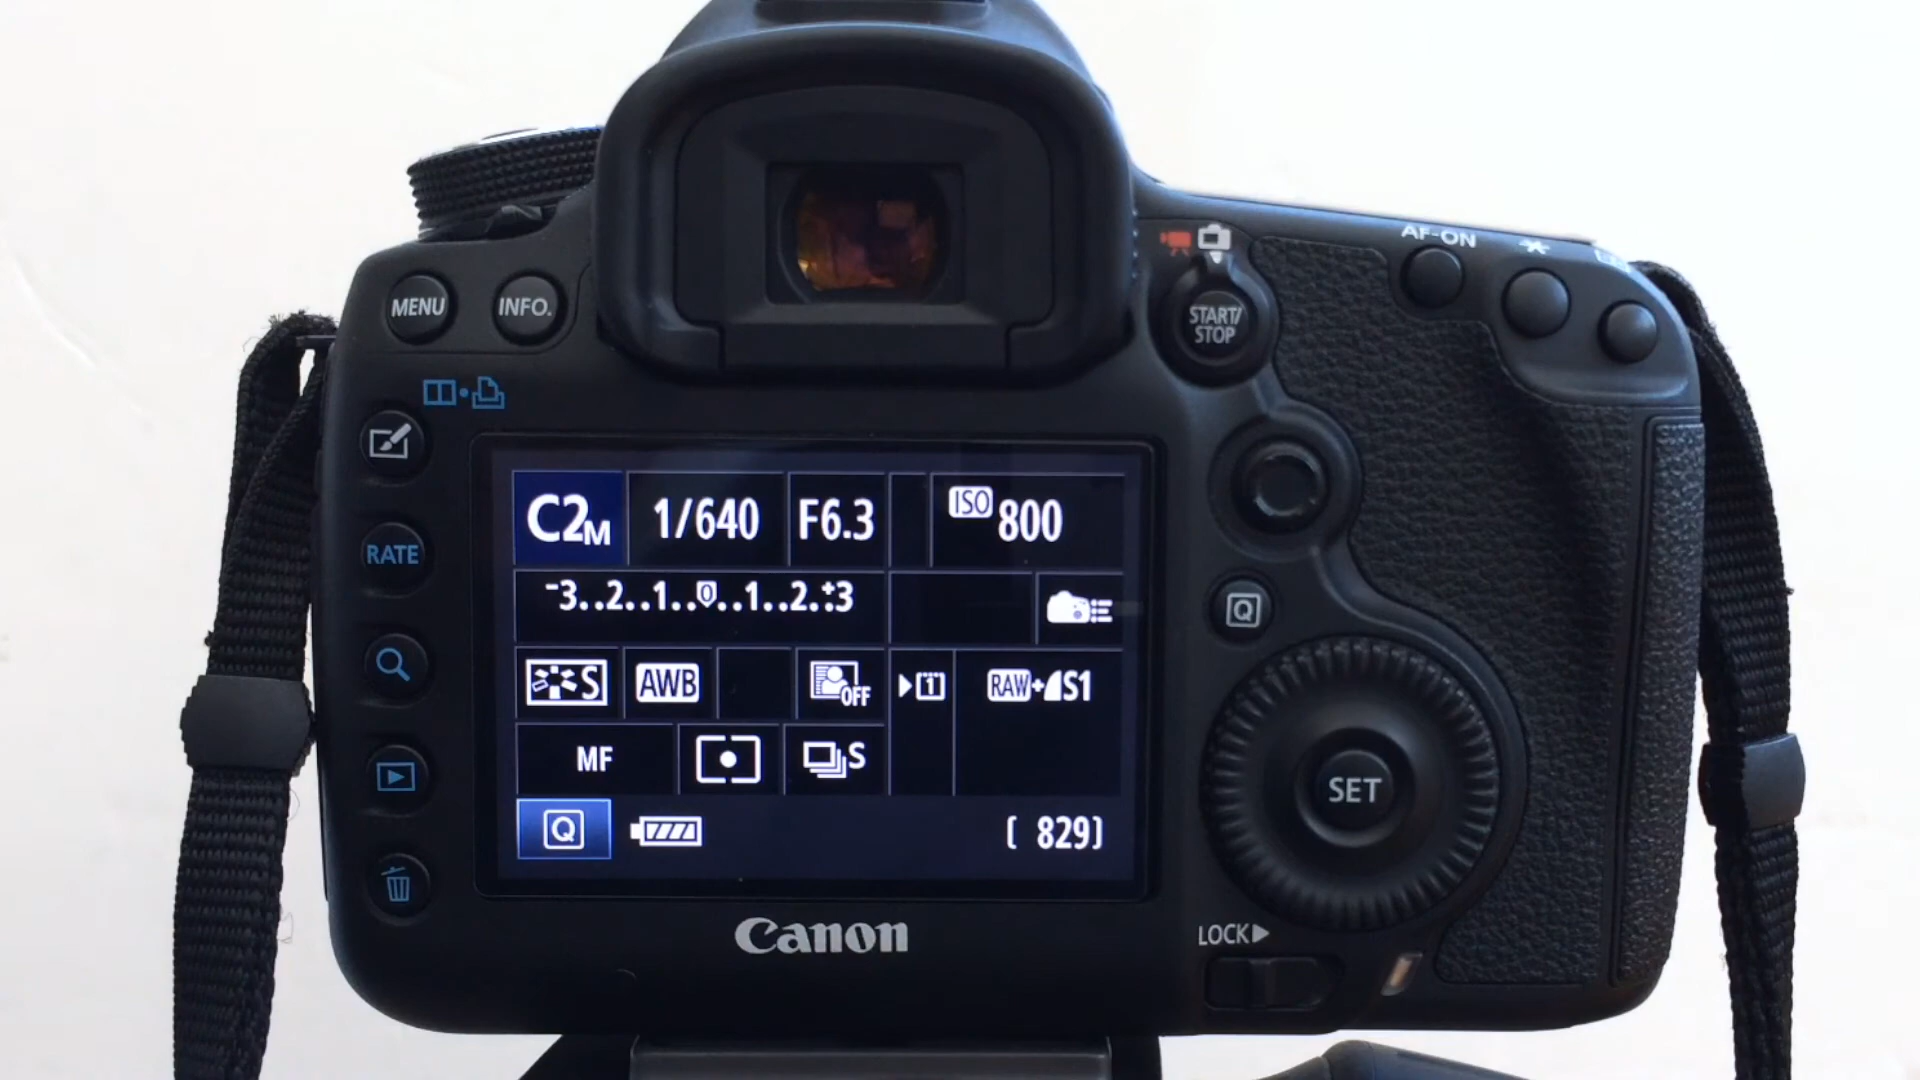 AF-ON
MENU INFO.
START/
STOP
RATE
C2M 1/640 F6.3 ISO 800
-3..2..1..0..1..2.:+3
S AWB OFF 1 RAW+S1
MF S
Q [ 829]
Q
SET
Canon
LOCK